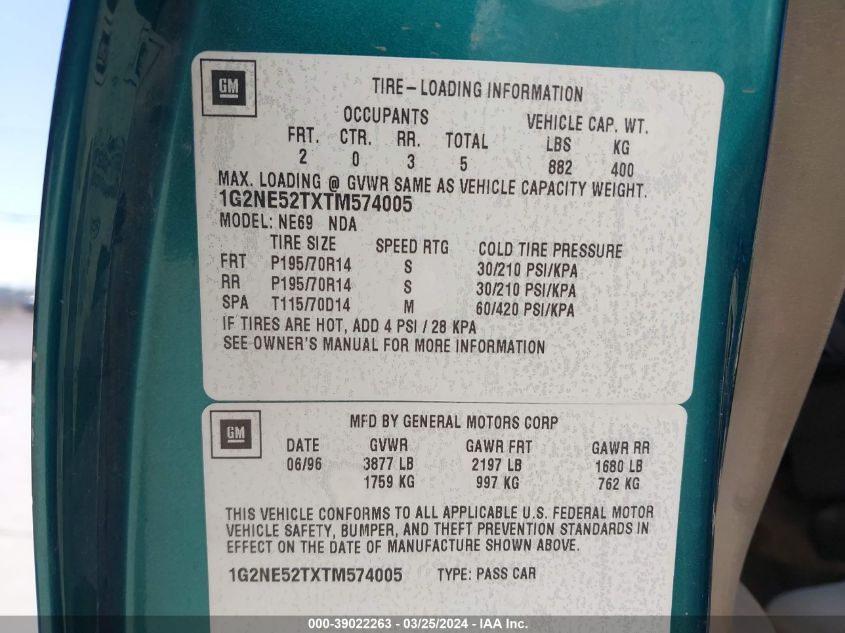 GM
TIRE-LOADING INFORMATION
OCCUPANTS VEHICLE CAP. WT.
FRT. CTR. RR. TOTAL LBS KG
2 0 3 5 882 400
MAX. LOADING @ GVWR SAME AS VEHICLE CAPACITY WEIGHT.
1G2NE52TXTM574005
MODEL: NE69 NDA
TIRE SIZE SPEED RTG COLD TIRE PRESSURE
FRT P195/70R14 S 30/210 PSI/KPA
RR P195/70R14 S 30/210 PSI/KPA
SPA T115/70D14 M 60/420 PSI/KPA
IF TIRES ARE HOT, ADD 4 PSI / 28 KPA
SEE OWNER'S MANUAL FOR MORE INFORMATION
GM
MFD BY GENERAL MOTORS CORP
DATE GVWR GAWR FRT GAWR RR
06/96 3877 LB 2197 LB 1680 LB
1759 KG 997 KG 762 KG
THIS VEHICLE CONFORMS TO ALL APPLICABLE U.S. FEDERAL MOTOR
VEHICLE SAFETY, BUMPER, AND THEFT PREVENTION STANDARDS IN
EFFECT ON THE DATE OF MANUFACTURE SHOWN ABOVE.
1G2NE52TXTM574005 TYPE: PASS CAR
000-39022263 - 03/25/2024 - IAA Inc.